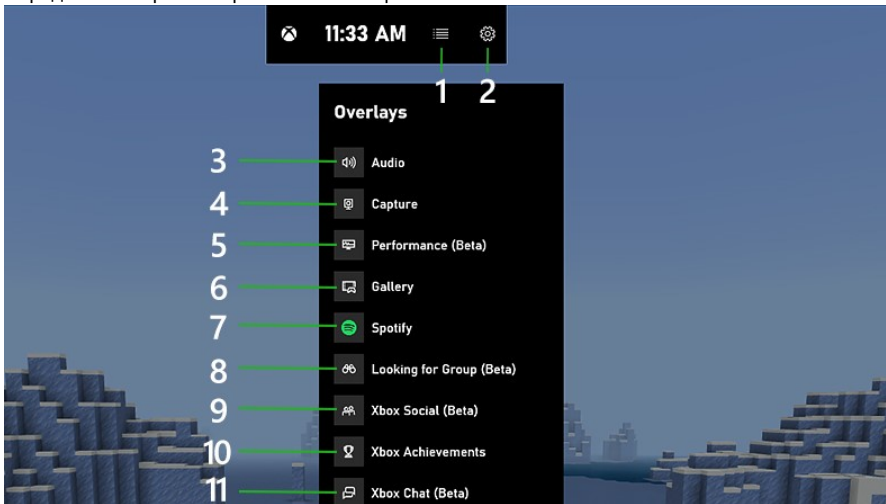 11:33 AM
1 2
Overlays
3 Audio
4 Capture
5 Performance (Beta)
6 Gallery
7 Spotify
8 Looking for Group (Beta)
9 Xbox Social (Beta)
10 Xbox Achievements
11 Xbox Chat (Beta)